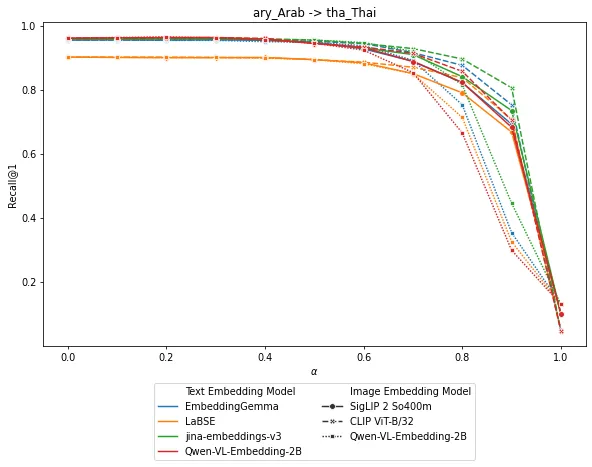 ary_Arab -> tha_Thai
Recall@1
1.0
0.8
0.6
0.4
0.2
0.0 0.2 0.4 0.6 0.8 1.0
α
Text Embedding Model Image Embedding Model
EmbeddingGemma SigLIP 2 So400m
LaBSE CLIP ViT-B/32
jina-embeddings-v3 Qwen-VL-Embedding-2B
Qwen-VL-Embedding-2B